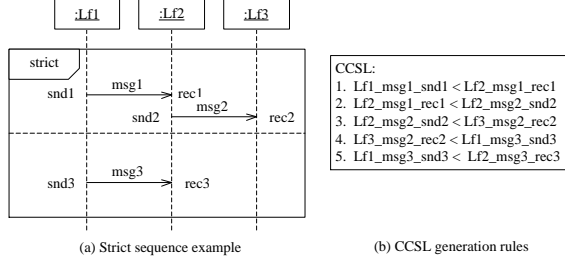 :Lf1 :Lf2 :Lf3
strict
msg1
snd1 rec1
msg2
snd2 rec2
msg3
snd3 rec3
(a) Strict sequence example
CCSL:
1. Lf1_msg1_snd1 < Lf2_msg1_rec1
2. Lf2_msg1_rec1 < Lf2_msg2_snd2
3. Lf2_msg2_snd2 < Lf3_msg2_rec2
4. Lf3_msg2_rec2 < Lf1_msg3_snd3
5. Lf1_msg3_snd3 < Lf2_msg3_rec3
(b) CCSL generation rules